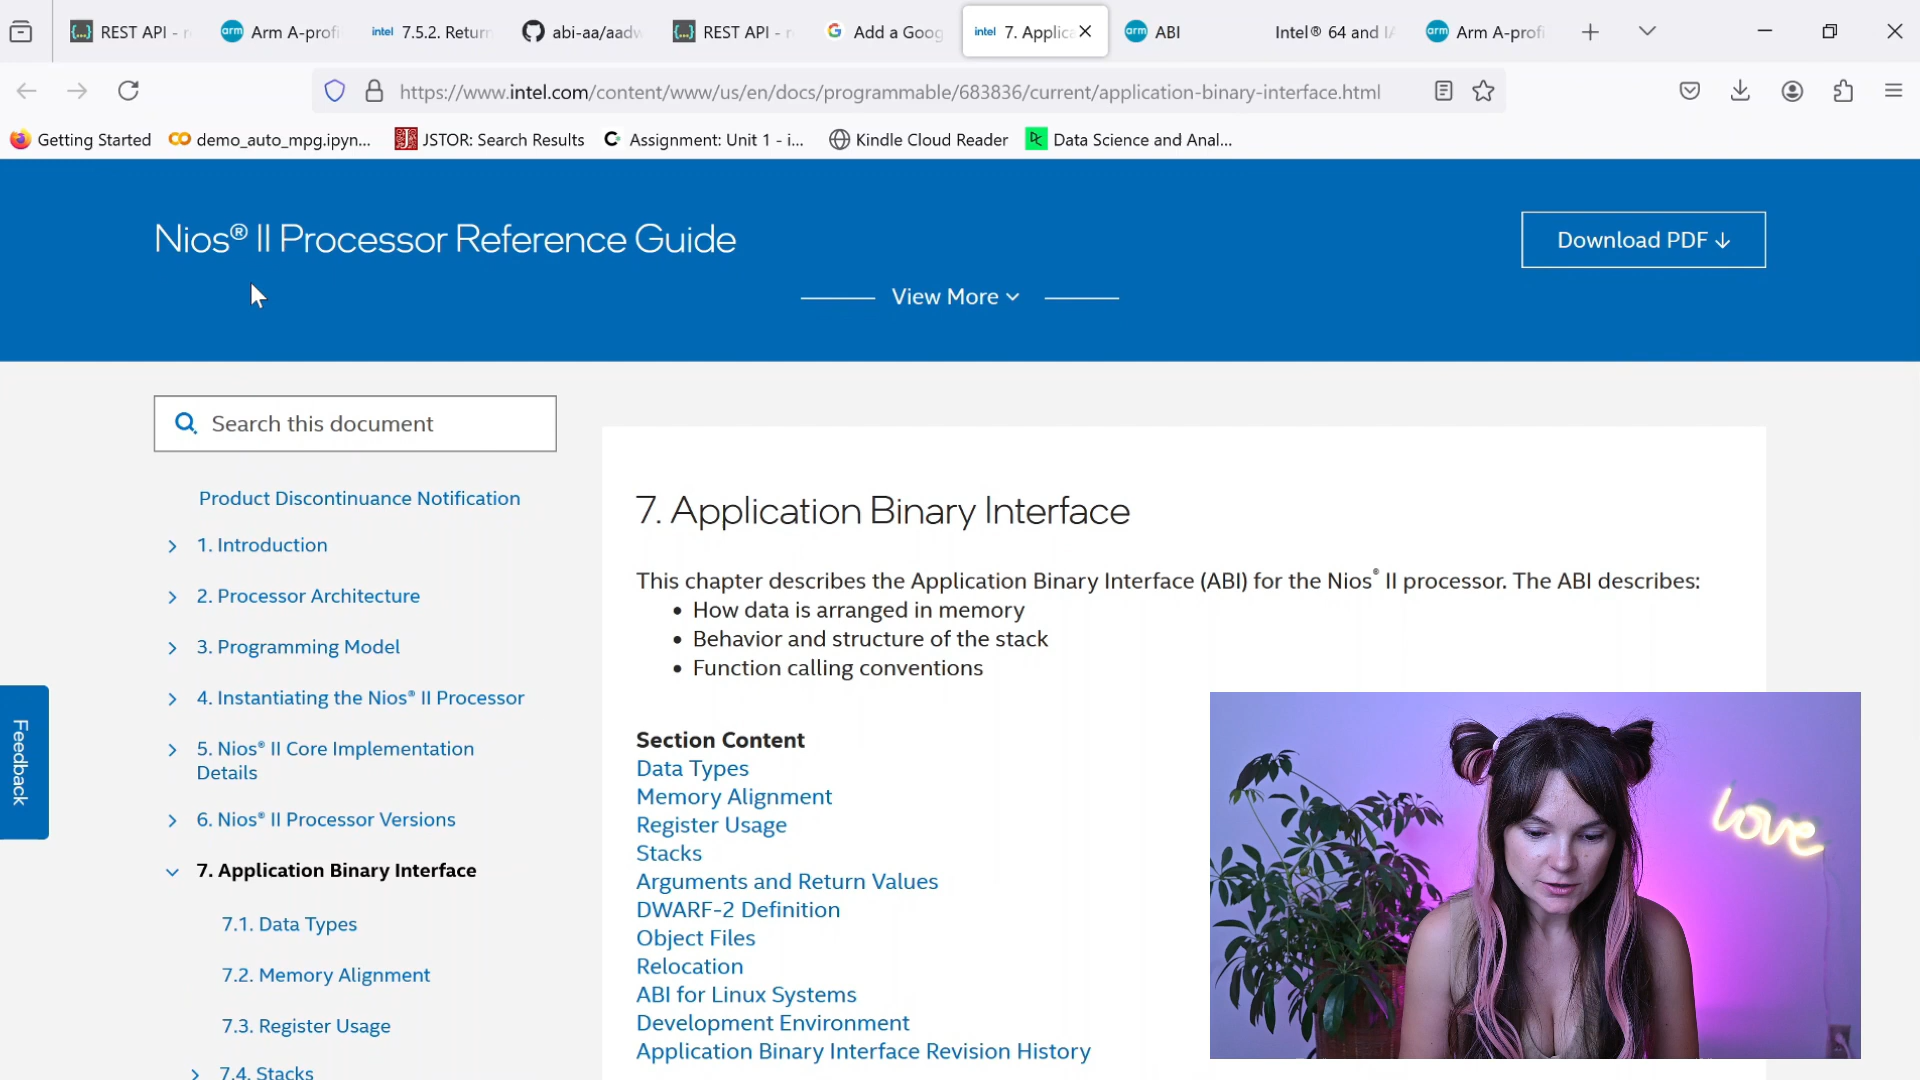 REST API - r
arm Arm A-profi
intel 7.5.2. Return
abi-aa/aadw
REST API - r
Add a Goog
intel 7. Applica
arm ABI
Intel® 64 and IA
arm Arm A-profi
https://www.intel.com/content/www/us/en/docs/programmable/683836/current/application-binary-interface.html
Getting Started
demo_auto_mpg.ipyn...
JSTOR: Search Results
Assignment: Unit 1 - i...
Kindle Cloud Reader
Data Science and Anal...
Nios® II Processor Reference Guide
Download PDF ↓
View More
Search this document
Product Discontinuance Notification
1. Introduction
2. Processor Architecture
3. Programming Model
4. Instantiating the Nios® II Processor
5. Nios® II Core Implementation
Details
6. Nios® II Processor Versions
7. Application Binary Interface
7.1. Data Types
7.2. Memory Alignment
7.3. Register Usage
7.4. Stacks
Feedback
7. Application Binary Interface
This chapter describes the Application Binary Interface (ABI) for the Nios® II processor. The ABI describes:
• How data is arranged in memory
• Behavior and structure of the stack
• Function calling conventions
Section Content
Data Types
Memory Alignment
Register Usage
Stacks
Arguments and Return Values
DWARF-2 Definition
Object Files
Relocation
ABI for Linux Systems
Development Environment
Application Binary Interface Revision History
love